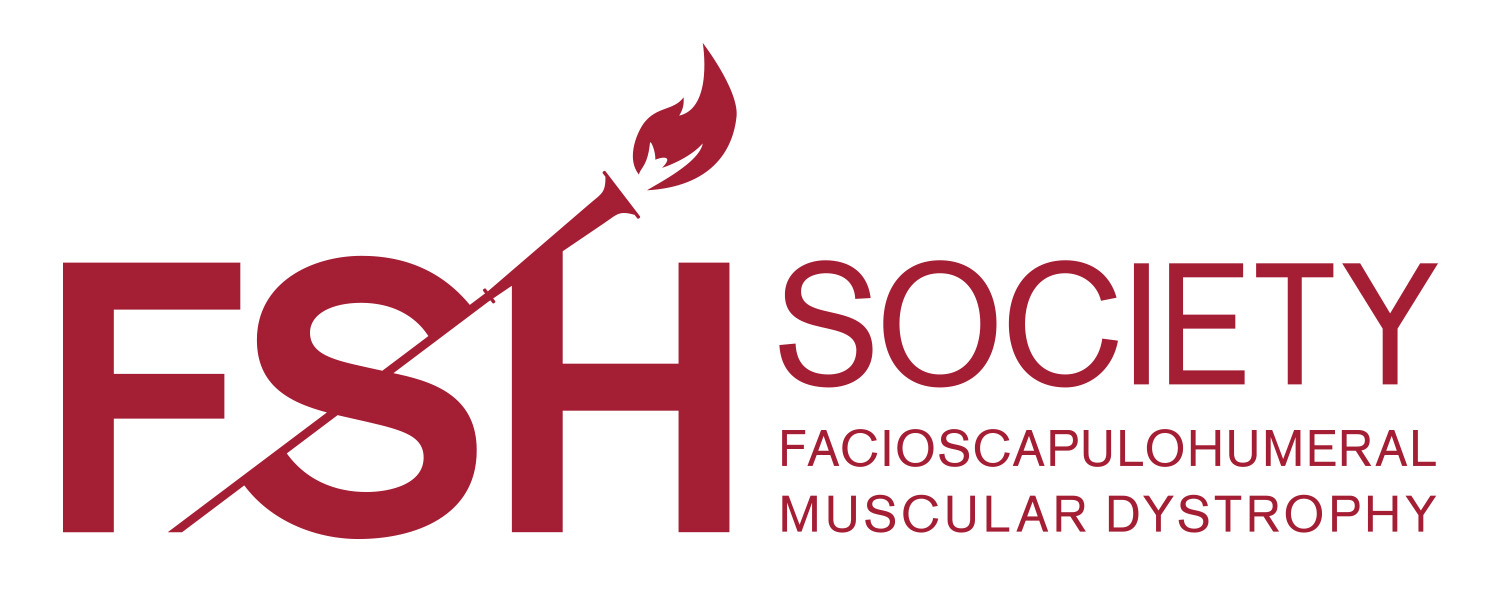 FSH SOCIETY
FACIOSCAPULOHUMERAL
MUSCULAR DYSTROPHY